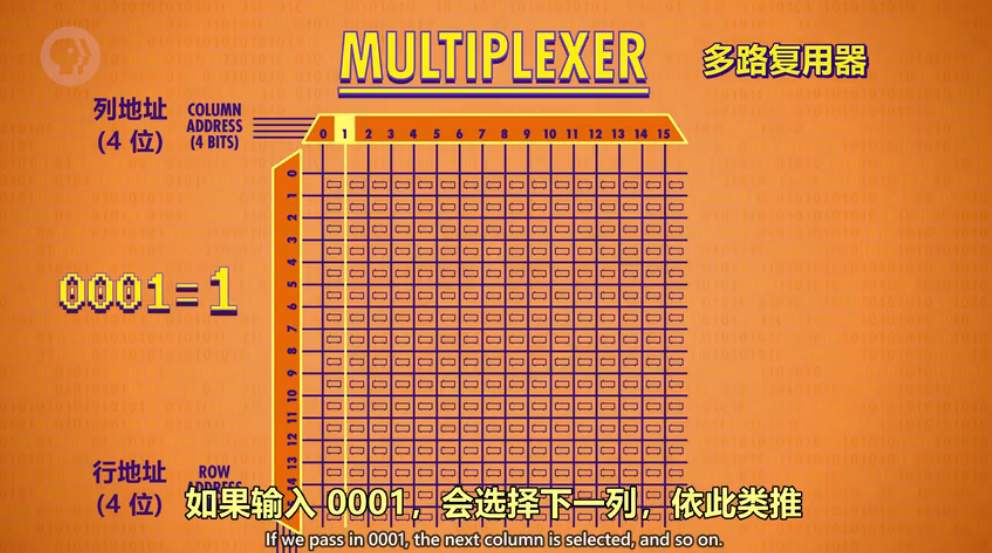 MULTIPLEXER
多路复用器
列地址
(4 位)
COLUMN
ADDRESS
(4 BITS)
0 1 2 3 4 5 6 7 8 9 10 11 12 13 14 15
0
1
2
3
4
5
6
7
8
9
10
11
12
13
14
0001=1
行地址
(4 位)
ROW
如果输入 0001，会选择下一列，依此类推
If we pass in 0001, the next column is selected, and so on.